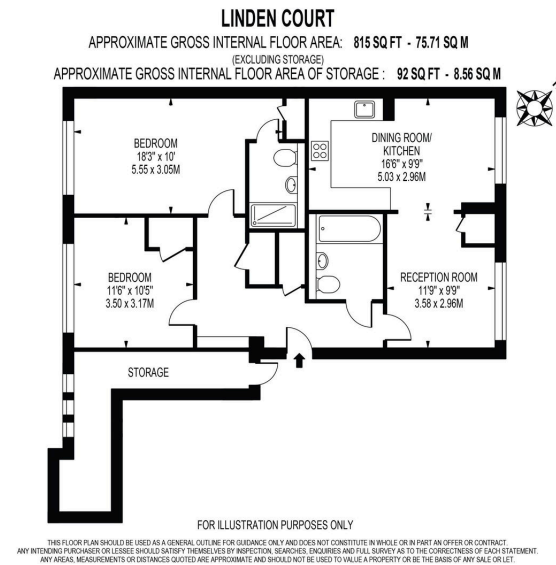 LINDEN COURT
APPROXIMATE GROSS INTERNAL FLOOR AREA: 815 SQ FT - 75.71 SQ M
(EXCLUDING STORAGE)
APPROXIMATE GROSS INTERNAL FLOOR AREA OF STORAGE : 92 SQ FT - 8.56 SQ M
BEDROOM
18'3" x 10'
5.55 x 3.05M
DINING ROOM/
KITCHEN
16'6" x 9'9"
5.03 x 2.96M
BEDROOM
11'6" x 10'5"
3.50 x 3.17M
RECEPTION ROOM
11'9" x 9'9"
3.58 x 2.96M
STORAGE
FOR ILLUSTRATION PURPOSES ONLY
THIS FLOOR PLAN SHOULD BE USED AS A GENERAL OUTLINE FOR GUIDANCE ONLY AND DOES NOT CONSTITUTE IN WHOLE OR IN PART AN OFFER OR CONTRACT.
ANY INTENDING PURCHASER OR LESSEE SHOULD SATISFY THEMSELVES BY INSPECTION, SEARCHES, ENQUIRIES AND FULL SURVEY AS TO THE CORRECTNESS OF EACH STATEMENT.
ANY AREAS, MEASUREMENTS OR DISTANCES QUOTED ARE APPROXIMATE AND SHOULD NOT BE USED TO VALUE A PROPERTY OR BE THE BASIS OF ANY SALE OR LET.